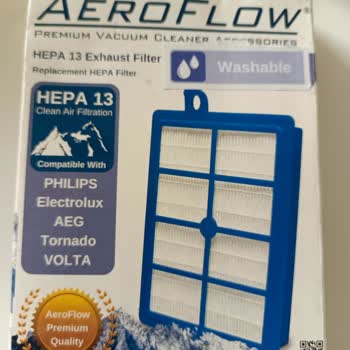 AEROFLOW®
PREMIUM VACUUM CLEANER ACCESSORIES
HEPA 13 Exhaust Filter
Replacement HEPA Filter
Washable
HEPA 13
Clean Air Filtration
Compatible With
PHILIPS
Electrolux
AEG
Tornado
VOLTA
AeroFlow
Premium
Quality